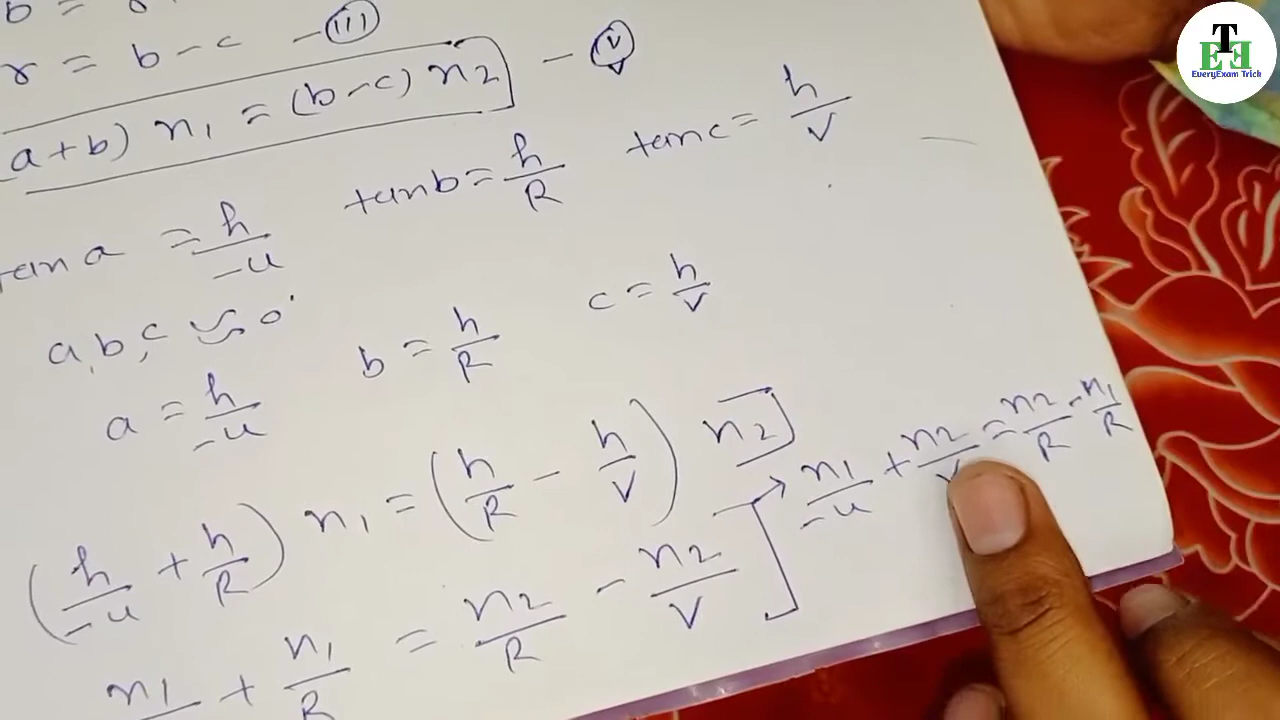 r = b - c - (III)
(a+b) n1 = (b-c) n2 - (V)
tan a = h/-u tan b = h/R tan c = h/v
a, b, c ≈ 0°
a = h/-u b = h/R c = h/v
(h/-u + h/R) n1 = (h/R - h/v) n2
n1/-u + n2/v = n2/R - n1/R
n1 + n1/R = n2/R - n2/v
TEE
EveryExam Trick